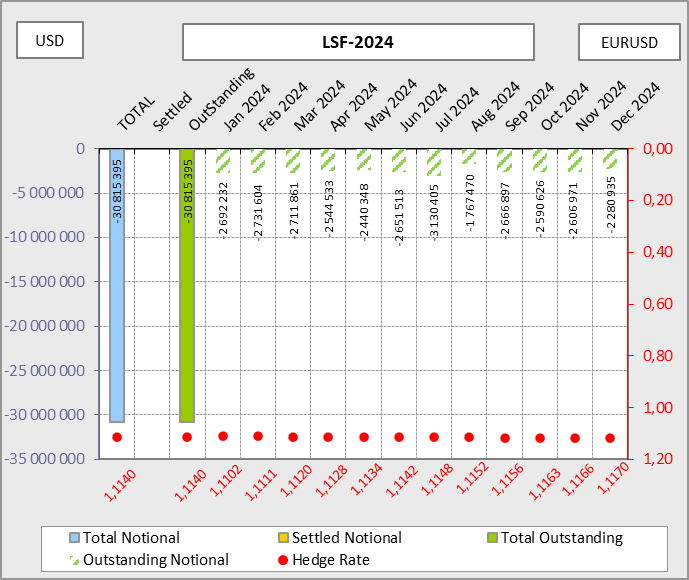 USD
LSF-2024
EURUSD
TOTAL
Settled
OutStanding
Jan 2024
Feb 2024
Mar 2024
Apr 2024
May 2024
Jun 2024
Jul 2024
Aug 2024
Sep 2024
Oct 2024
Nov 2024
Dec 2024
0
-5 000 000
-10 000 000
-15 000 000
-20 000 000
-25 000 000
-30 000 000
-35 000 000
-30 815 395
-30 815 395
-2 692 232
-2 731 604
-2 711 861
-2 544 533
-2 440 348
-2 651 513
-3 130 405
-1 767 470
-2 666 897
-2 590 626
-2 606 971
-2 280 935
0,00
0,20
0,40
0,60
0,80
1,00
1,20
1,1140
1,1140
1,1102
1,1111
1,1120
1,1128
1,1134
1,1142
1,1148
1,1152
1,1156
1,1163
1,1166
1,1170
Total Notional
Settled Notional
Total Outstanding
Outstanding Notional
Hedge Rate